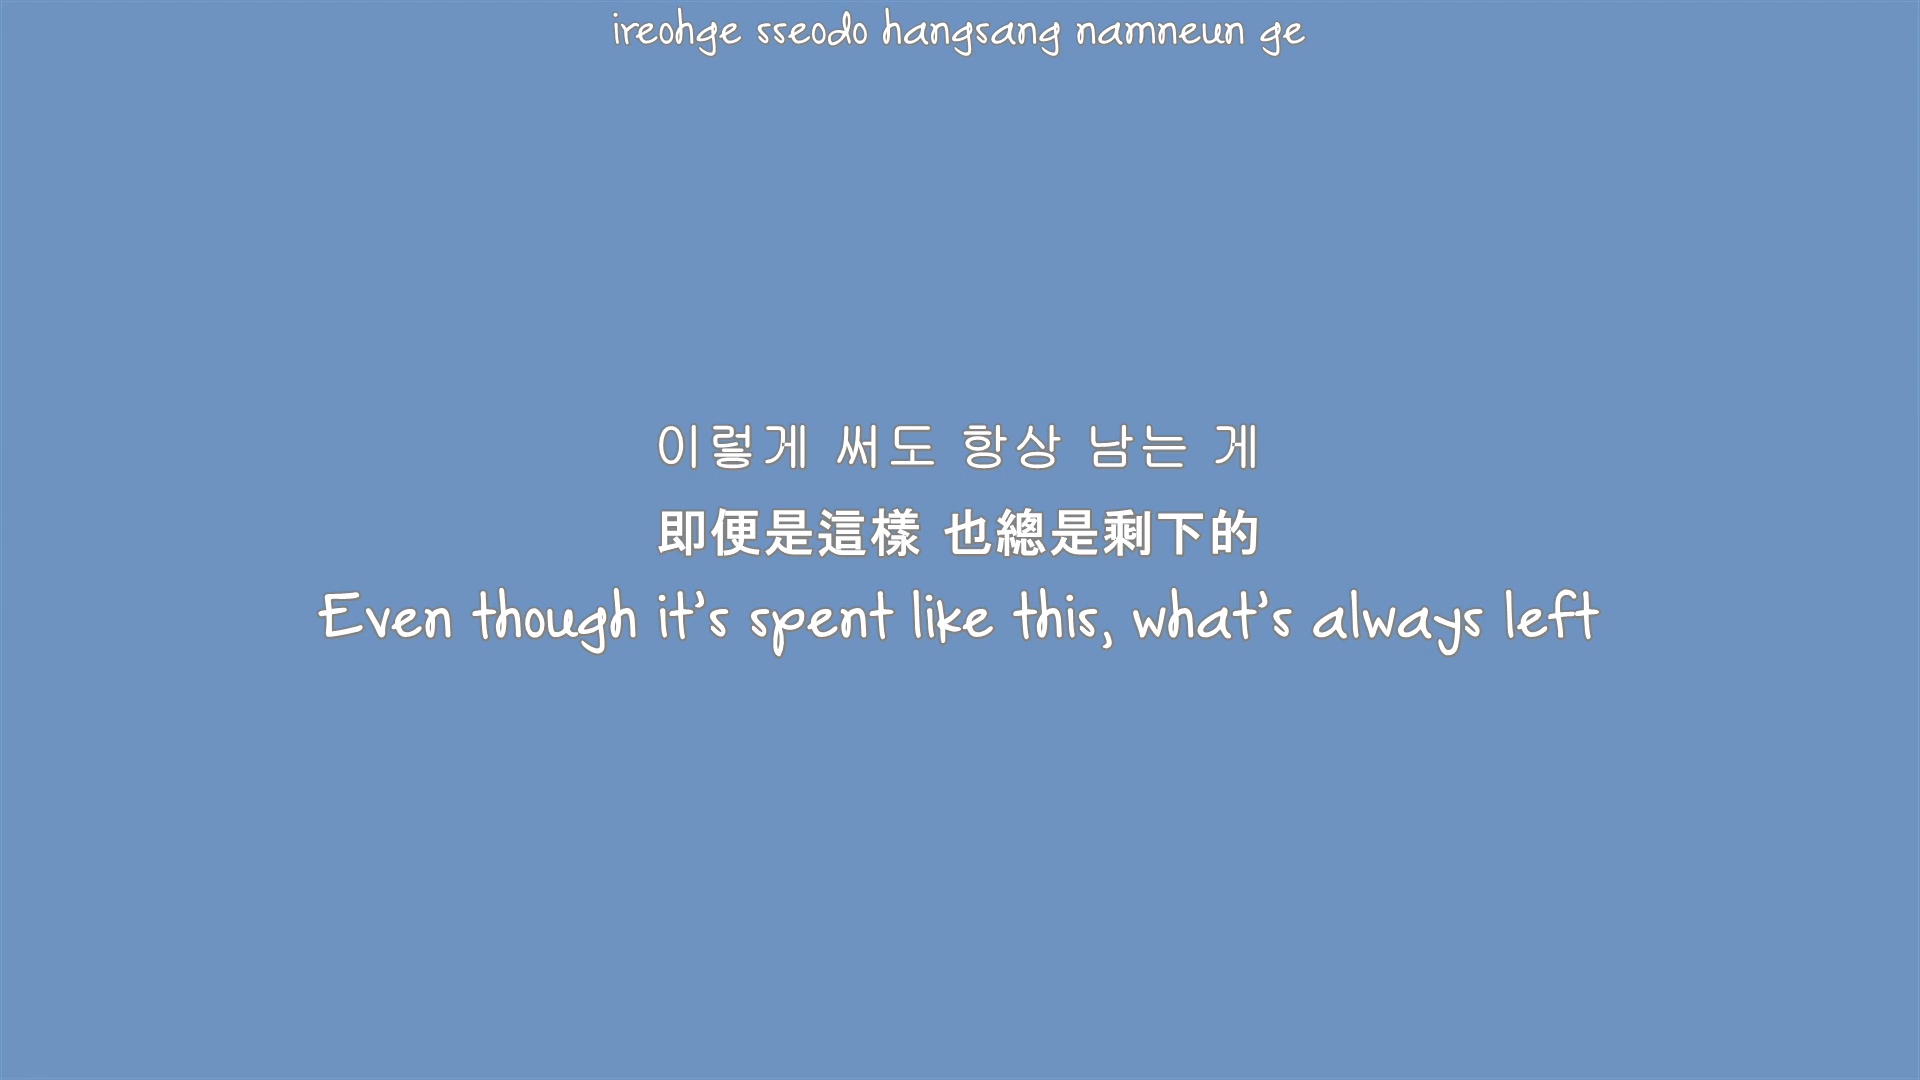 ireohge sseodo hangsang namneun ge
이렇게 써도 항상 남는 게
即便是這樣 也總是剩下的
Even though it's spent like this, what's always left